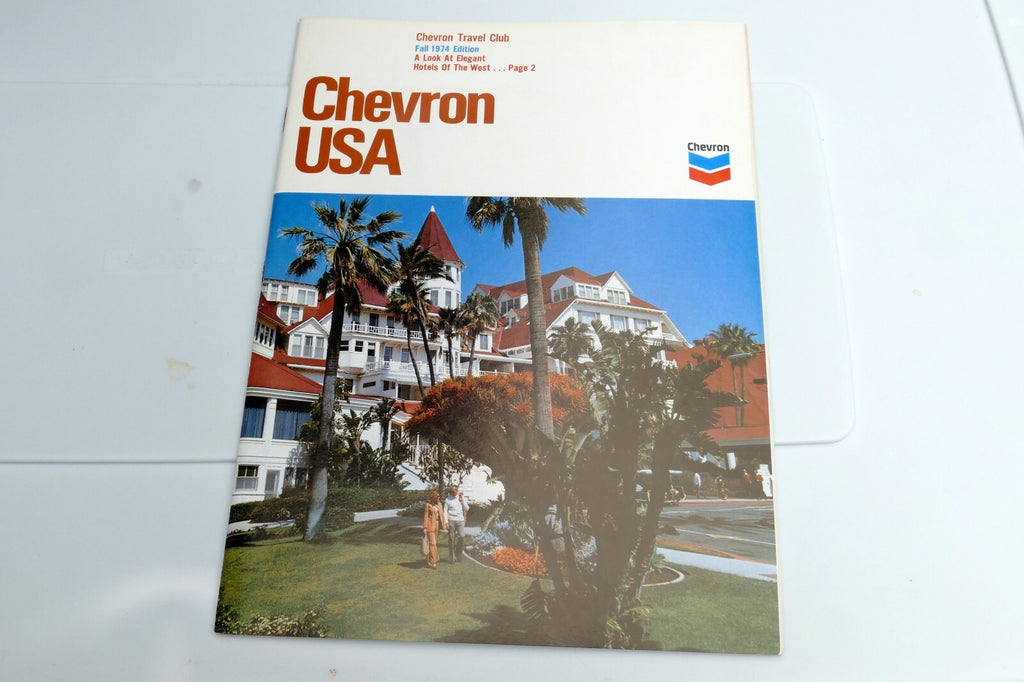 Chevron Travel Club
Fall 1974 Edition
A Look At Elegant
Hotels Of The West . . . Page 2
Chevron
USA
Chevron